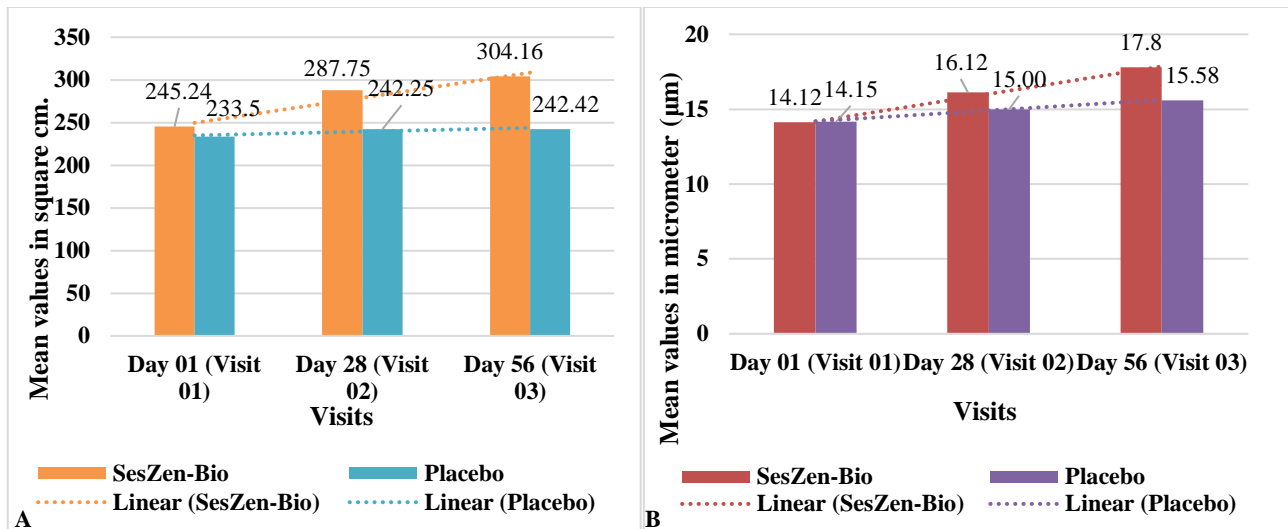 Mean values in square cm.
350
300
250
200
150
100
50
0
245.24
233.5
287.75
242.25
304.16
242.42
Day 01 (Visit
01)
Day 28 (Visit
02)
Day 56 (Visit
03)
Visits
SesZen-Bio
Placebo
Linear (SesZen-Bio)
Linear (Placebo)
A
Mean values in micrometer (µm)
20
15
10
5
0
14.12
14.15
16.12
15.00
17.8
15.58
Day 01 (Visit 01)
Day 28 (Visit 02)
Day 56 (Visit 03)
Visits
SesZen-Bio
Placebo
Linear (SesZen-Bio)
Linear (Placebo)
B